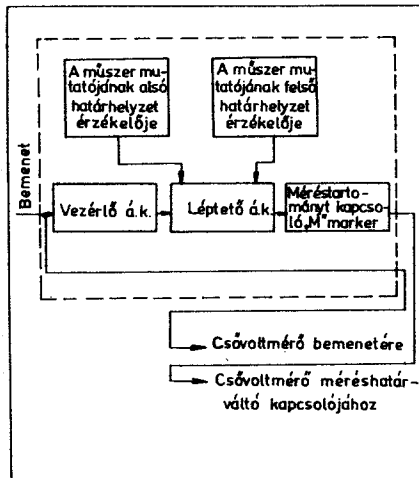 A műszer mu-
tatójának alsó
határhelyzet
érzékelője
A műszer mu-
tatójának felső
határhelyzet
érzékelője
Bemenet
Vezérlő á.k.
Léptető á.k.
Méréstarto-
mányt kapcso-
ló „M" marker
Csővottmérő bemenetére
Csővoltmérő méréshatár-
váltó kapcsolójához